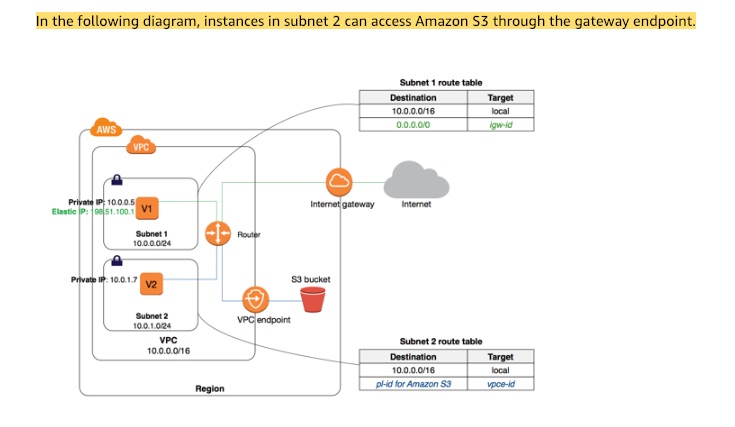 In the following diagram, instances in subnet 2 can access Amazon S3 through the gateway endpoint.
Subnet 1 route table
Destination Target
10.0.0.0/16 local
0.0.0.0/0 igw-id
AWS
VPC
Private IP: 10.0.0.5
Elastic IP: 198.51.100.1
V1
Subnet 1
10.0.0.0/24
Router
Internet gateway
Internet
Private IP: 10.0.1.7
V2
Subnet 2
10.0.1.0/24
S3 bucket
VPC endpoint
VPC
10.0.0.0/16
Region
Subnet 2 route table
Destination Target
10.0.0.0/16 local
pl-id for Amazon S3 vpce-id